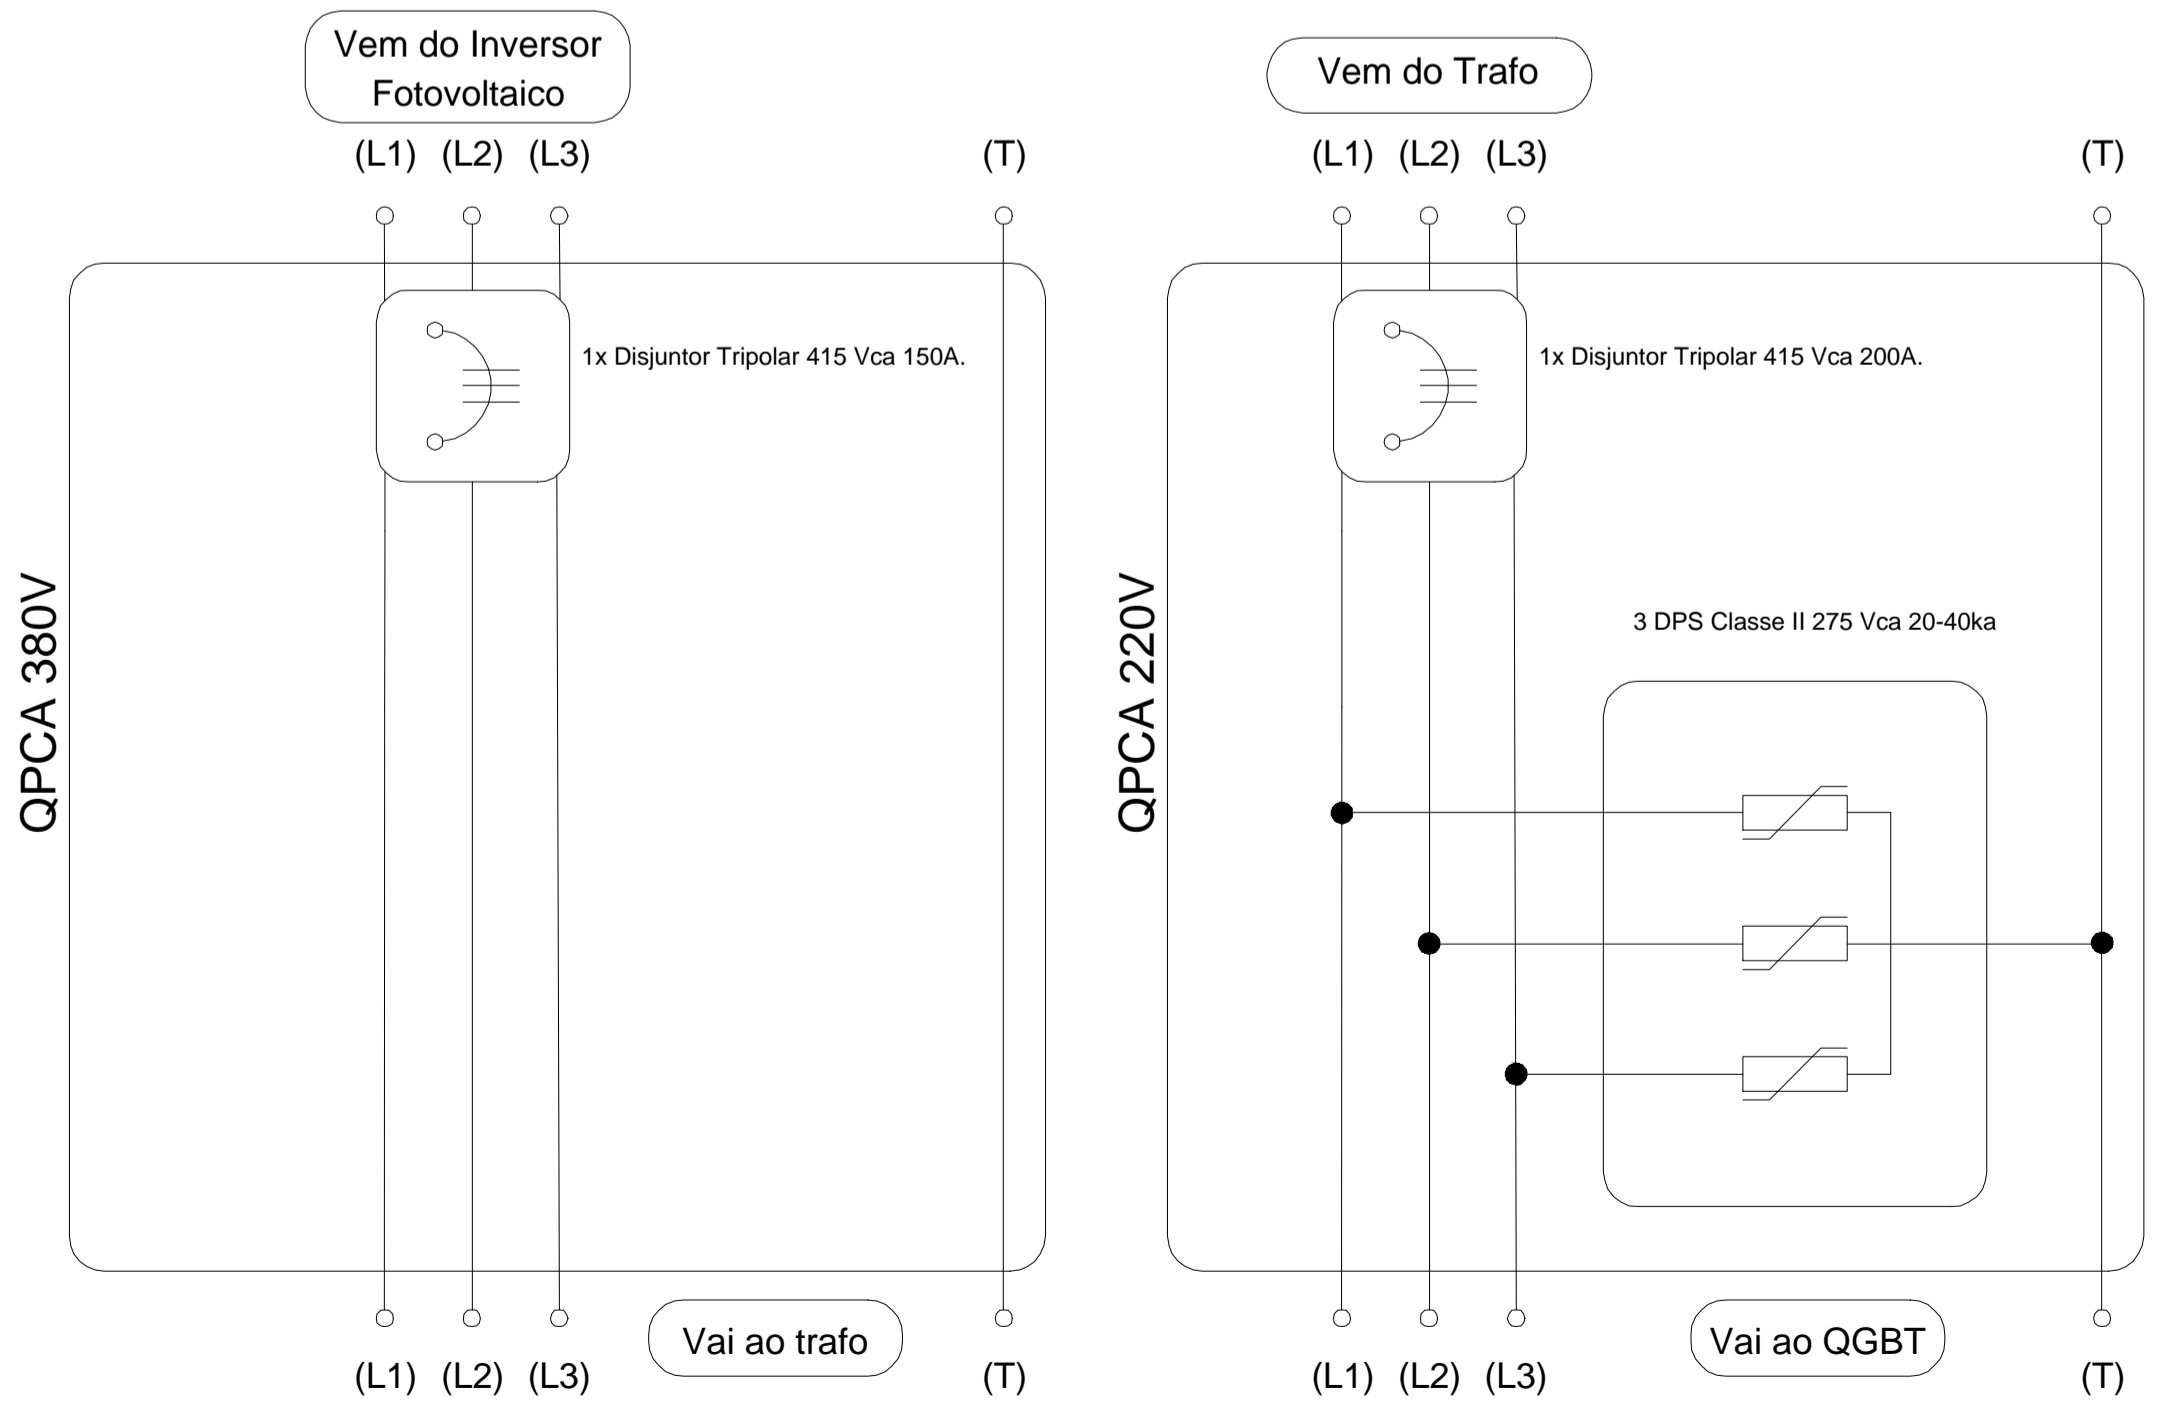 Vem do Inversor
Fotovoltaico
(L1) (L2) (L3) (T)
QPCA 380V
1x Disjuntor Tripolar 415 Vca 150A.
Vai ao trafo
(L1) (L2) (L3) (T)
Vem do Trafo
(L1) (L2) (L3) (T)
QPCA 220V
1x Disjuntor Tripolar 415 Vca 200A.
3 DPS Classe II 275 Vca 20-40ka
Vai ao QGBT
(L1) (L2) (L3) (T)